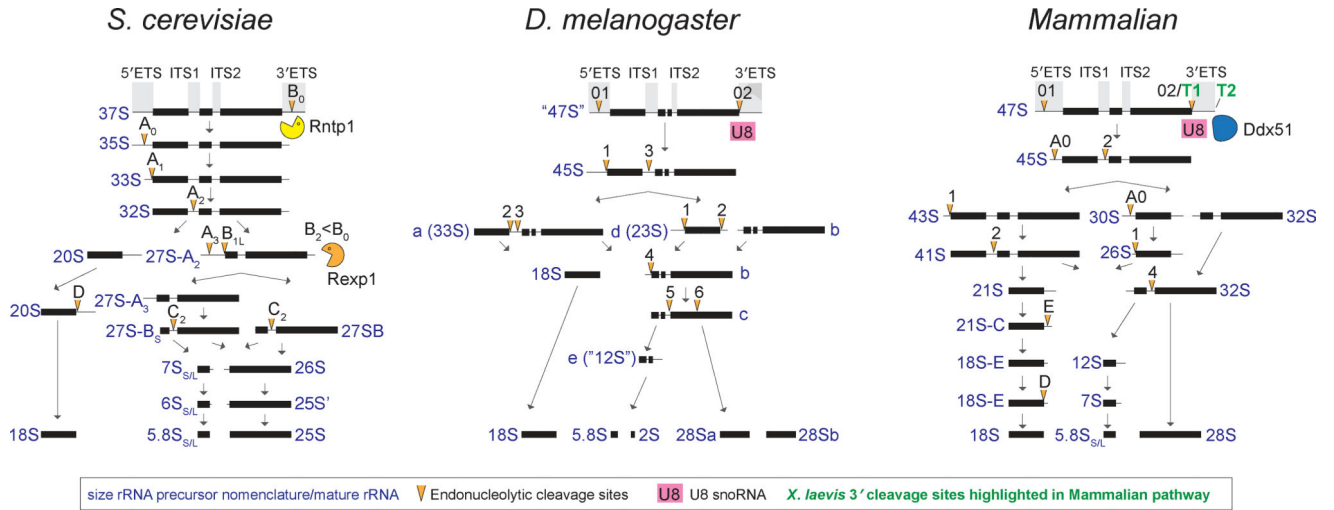 S. cerevisiae
5′ETS ITS1 ITS2 3′ETS
B0
37S
Rntp1
A0
35S
A1
33S
A2
32S
A3 B1L
B2<B0
20S
27S-A2
Rexp1
D
20S
27S-A3
C2
C2
27S-BS
27SB
7SS/L
26S
6SS/L
25S'
18S
5.8SS/L
25S
D. melanogaster
5′ETS ITS1 ITS2 3′ETS
01
02
"47S"
U8
1 3
45S
2 3
1 2
a (33S)
d (23S)
b
4
18S
b
5 6
c
e ("12S")
18S
5.8S
2S
28Sa
28Sb
Mammalian
5′ETS ITS1 ITS2 3′ETS
01
02/T1 T2
47S
U8
Ddx51
A0 2
45S
1
A0
43S
30S
32S
2
1
41S
26S
4
21S
32S
E
21S-C
18S-E
12S
D
18S-E
7S
18S
5.8SS/L
28S
size rRNA precursor nomenclature/mature rRNA
Endonucleolytic cleavage sites
U8 U8 snoRNA
X. laevis 3′ cleavage sites highlighted in Mammalian pathway